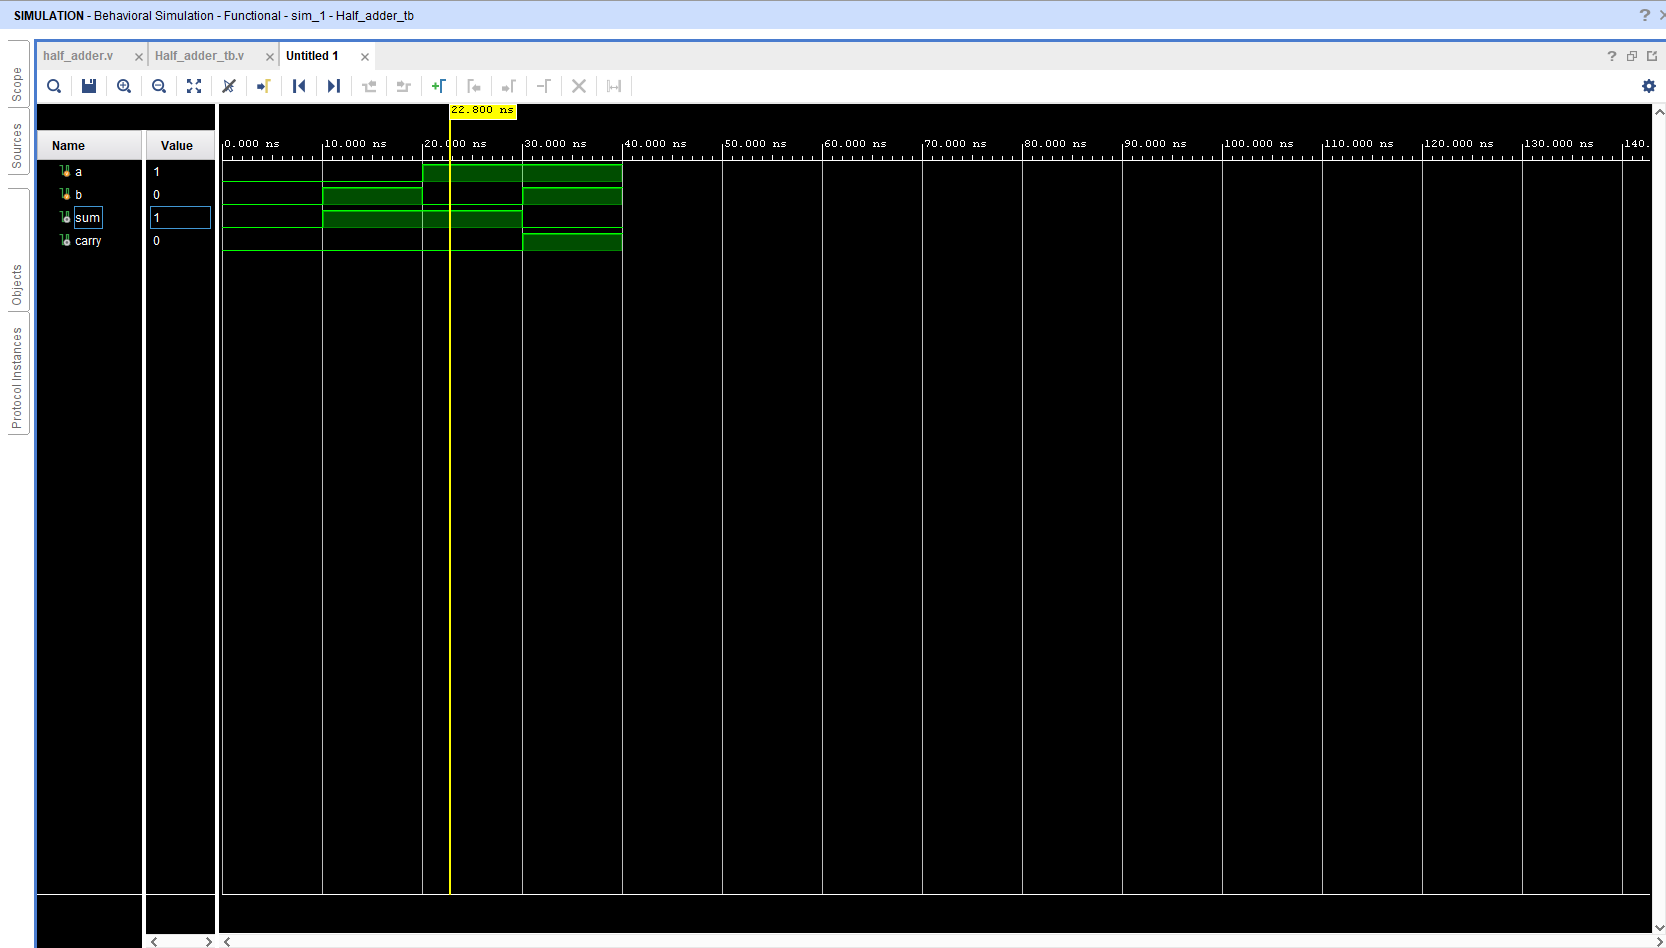 SIMULATION - Behavioral Simulation - Functional - sim_1 - Half_adder_tb
half_adder.v
Half_adder_tb.v
Untitled 1
Scope
Sources
Objects
Protocol Instances
22.800 ns
Name
Value
0.000 ns
10.000 ns
20.000 ns
30.000 ns
40.000 ns
50.000 ns
60.000 ns
70.000 ns
80.000 ns
90.000 ns
100.000 ns
110.000 ns
120.000 ns
130.000 ns
140.
a 1
b 0
sum 1
carry 0